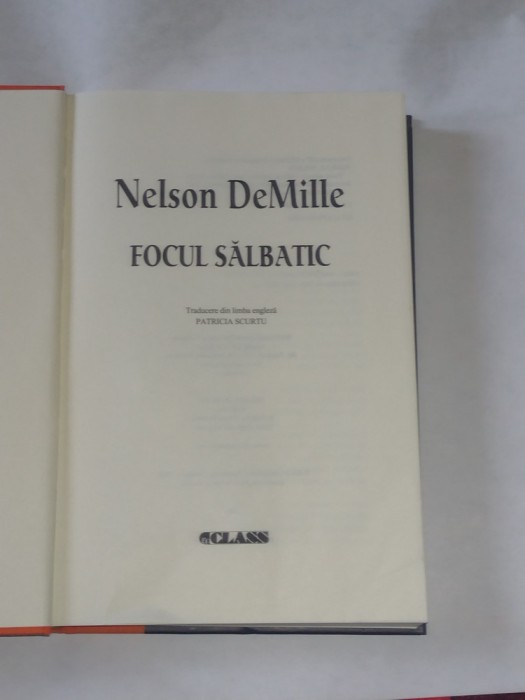 Nelson DeMille
FOCUL SĂLBATIC
Traducere din limba engleză
PATRICIA SCURTU
CLASS